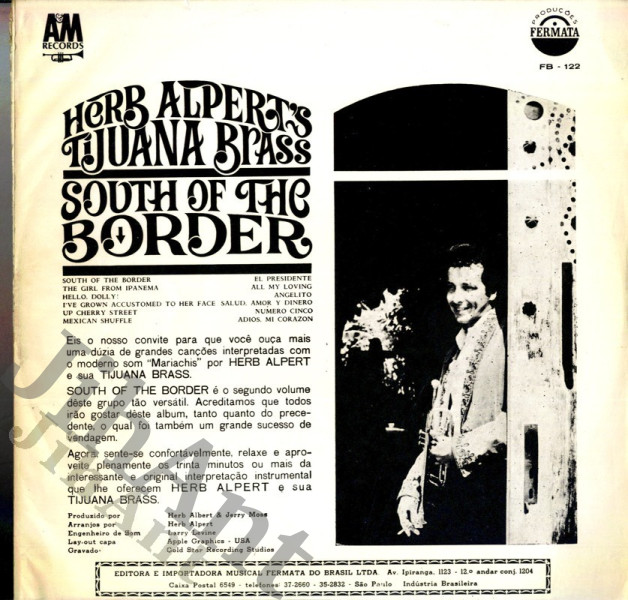 A&M
RECORDS
PRODUÇÕES
FERMATA
FB - 122
HERB ALPERT'S
TIJUANA BRASS
SOUTH OF THE
BORDER
SOUTH OF THE BORDER EL PRESIDENTE
THE GIRL FROM IPANEMA ALL MY LOVING
HELLO, DOLLY! ANGELITO
I'VE GROWN ACCUSTOMED TO HER FACE SALUD, AMOR Y DINERO
UP CHERRY STREET NUMERO CINCO
MEXICAN SHUFFLE ADIOS, MI CORAZON
Eis o nosso convite para que você ouça mais
uma dúzia de grandes canções interpretadas com
o moderno som "Mariachis" por HERB ALPERT
e sua TIJUANA BRASS.
SOUTH OF THE BORDER é o segundo volume
dêste grupo tão versátil. Acreditamos que todos
irão gostar dêste album, tanto quanto do prece-
dente, o qual foi também um grande sucesso de
vendagem.
Agora, sente-se confortàvelmente, relaxe e apro-
veite plenamente os trinta minutos ou mais da
interessante e original interpretação instrumental
que lhe oferecem HERB ALPERT e sua
TIJUANA BRASS.
Produzido por Herb Albert & Jerry Moss
Arranjos por Herb Alpert
Engenheiro de Som Larry Levine
Lay-out capa Apple Graphics - USA
Gravado Gold Star Recording Studios
EDITORA E IMPORTADORA MUSICAL FERMATA DO BRASIL LTDA Av. Ipiranga, 1123 - 12.o andar conj. 1204
Caixa Postal 6549 - telefones: 37-2660 - 35-2832 - São Paulo Indústria Brasileira